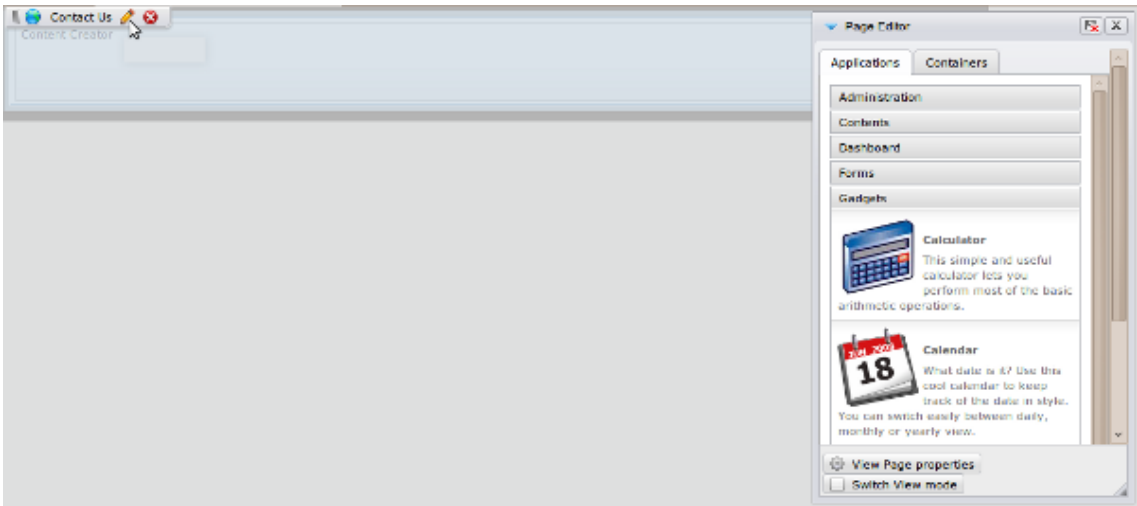 Contact Us
Content Creator
Page Editor
Applications Containers
Administration
Contents
Dashboard
Forms
Gadgets
Calculator
This simple and useful
calculator lets you
perform most of the basic
arithmetic operations.
JUN 2009
18
Calendar
What date is it? Use this
cool calendar to keep
track of the date in style.
You can switch easily between daily,
monthly or yearly view.
View Page properties
Switch View mode